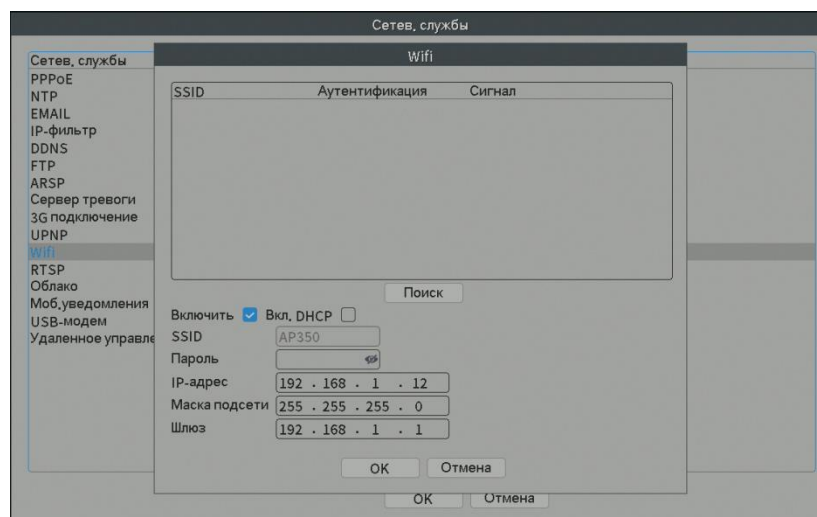 Сетев. службы
Wifi
Сетев. службы
PPPoE
NTP
EMAIL
IP-фильтр
DDNS
FTP
ARSP
Сервер тревоги
3G подключение
UPNP
Wifi
RTSP
Облако
Моб.уведомления
USB-модем
Удаленное управле
SSID Аутентификация Сигнал
Поиск
Включить Вкл. DHCP
SSID AP350
Пароль
IP-адрес 192 . 168 . 1 . 12
Маска подсети 255 . 255 . 255 . 0
Шлюз 192 . 168 . 1 . 1
OK Отмена
OK Отмена